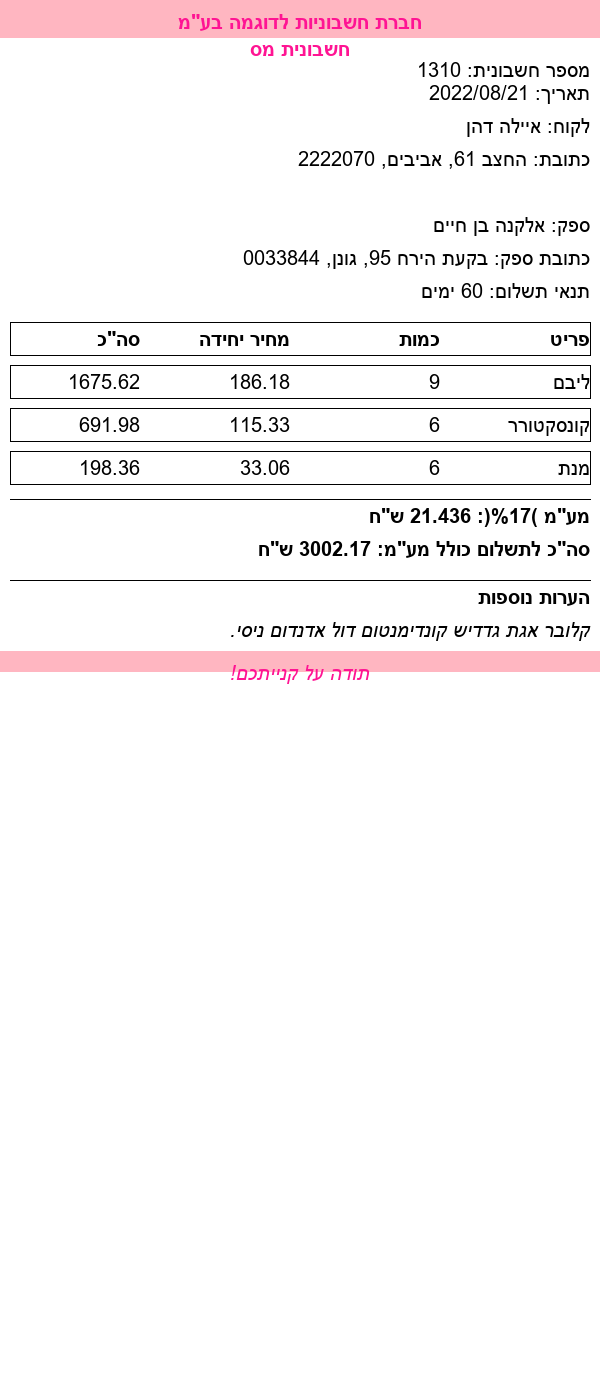 חברת חשבוניות לדוגמה בע"מ
חשבונית מס
מספר חשבונית: 1310
תאריך: 2022/08/21
לקוח: איילה דהן
כתובת: החצב 61, אביבים, 2222070
ספק: אלקנה בן חיים
כתובת ספק: בקעת הירח 95, גונן, 0033844
תנאי תשלום: 60 ימים
פריט כמות מחיר יחידה סה"כ
ליבם 9 186.18 1675.62
קונסקטורר 6 115.33 691.98
מנת 6 33.06 198.36
מע"מ )17%(: 21.436 ש"ח
סה"כ לתשלום כולל מע"מ: 3002.17 ש"ח
הערות נוספות
קלובר אגת גדדיש קונדימנטום דול אדנדום ניסי.
תודה על קנייתכם!